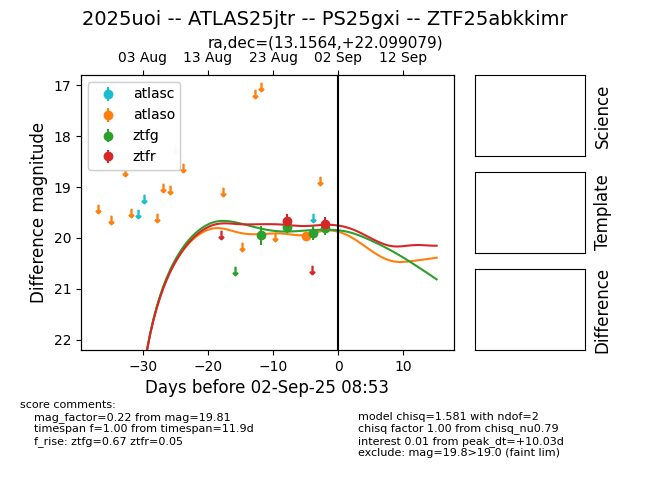 2025uoi -- ATLAS25jtr -- PS25gxi -- ZTF25abkkimr
ra,dec=(13.1564,+22.099079)
03 Aug 13 Aug 23 Aug 02 Sep 12 Sep
17
18
19
20
21
22
Difference magnitude
atlasc
atlaso
ztfg
ztfr
−30 −20 −10 0 10
Days before 02-Sep-25 08:53
Science
Template
Difference
score comments:
mag_factor=0.22 from mag=19.81
timespan f=1.00 from timespan=11.9d
f_rise: ztfg=0.67 ztfr=0.05
model chisq=1.581 with ndof=2
chisq factor 1.00 from chisq_nu0.79
interest 0.01 from peak_dt=+10.03d
exclude: mag=19.8>19.0 (faint lim)